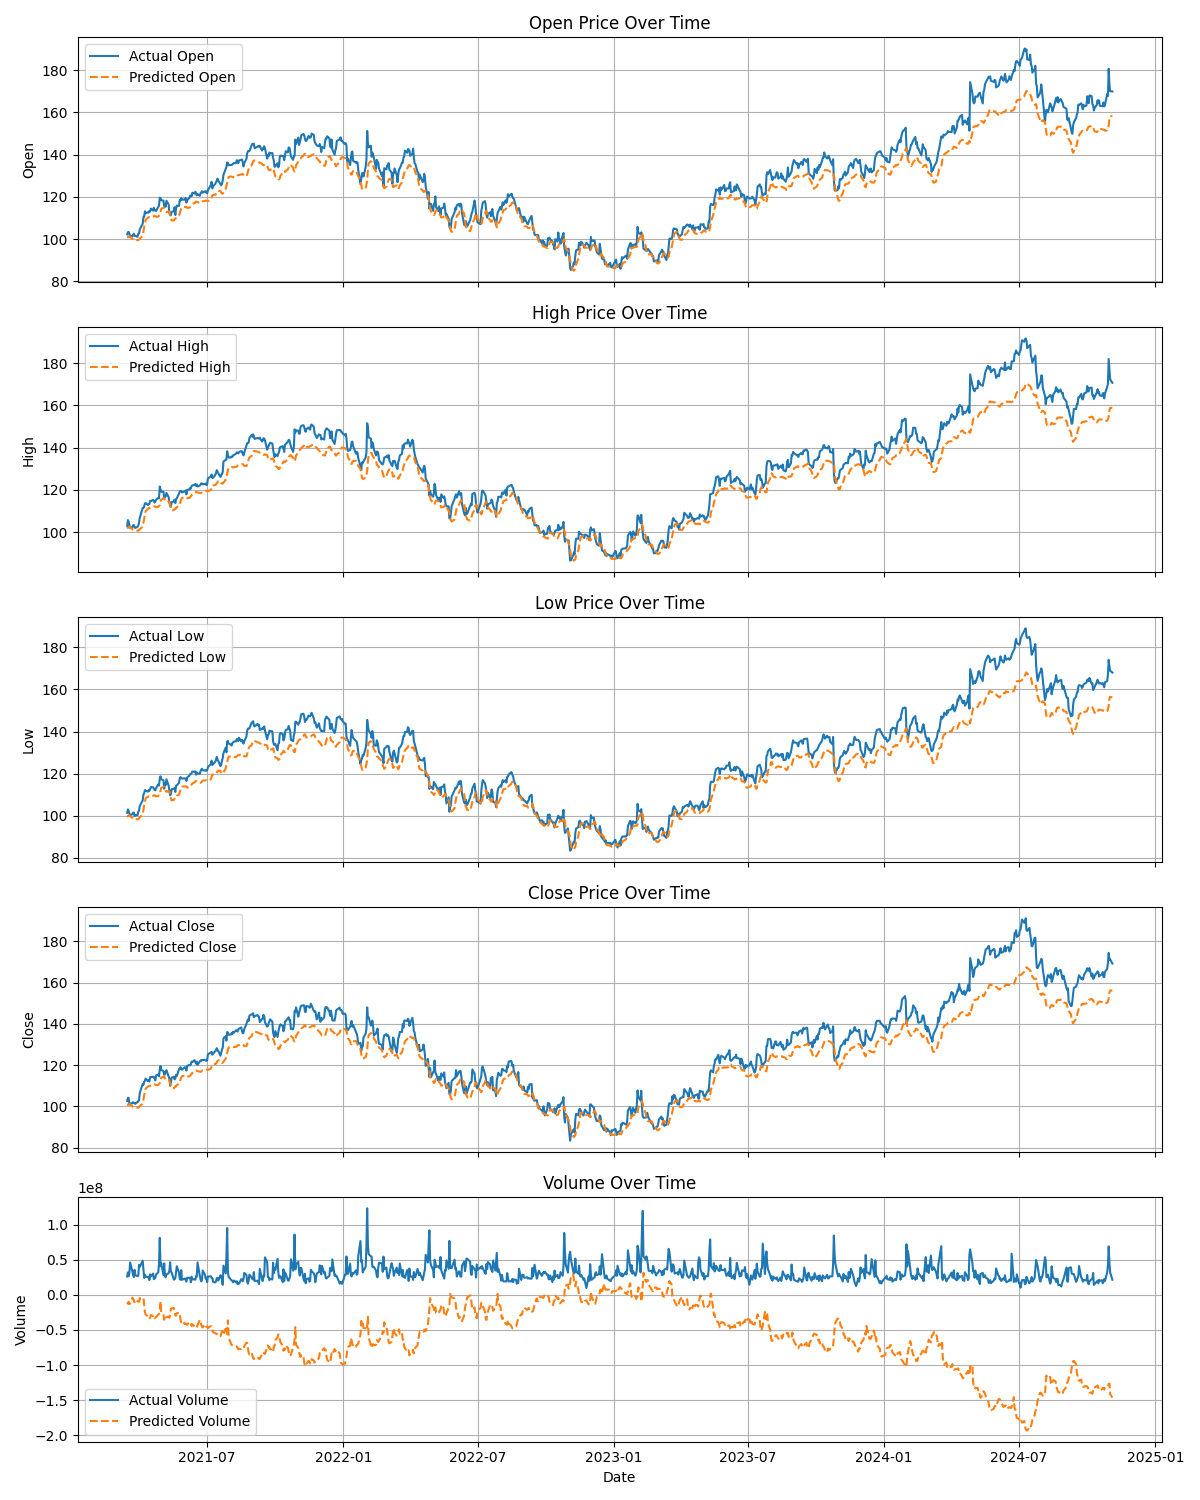 Open Price Over Time
Actual Open
Predicted Open
180
160
140
120
100
80
Open
High Price Over Time
Actual High
Predicted High
180
160
140
120
100
High
Low Price Over Time
Actual Low
Predicted Low
180
160
140
120
100
80
Low
Close Price Over Time
Actual Close
Predicted Close
180
160
140
120
100
80
Close
Volume Over Time
1e8
1.0
0.5
0.0
−0.5
−1.0
−1.5
−2.0
Volume
Actual Volume
Predicted Volume
2021-07 2022-01 2022-07 2023-01 2023-07 2024-01 2024-07 2025-01
Date